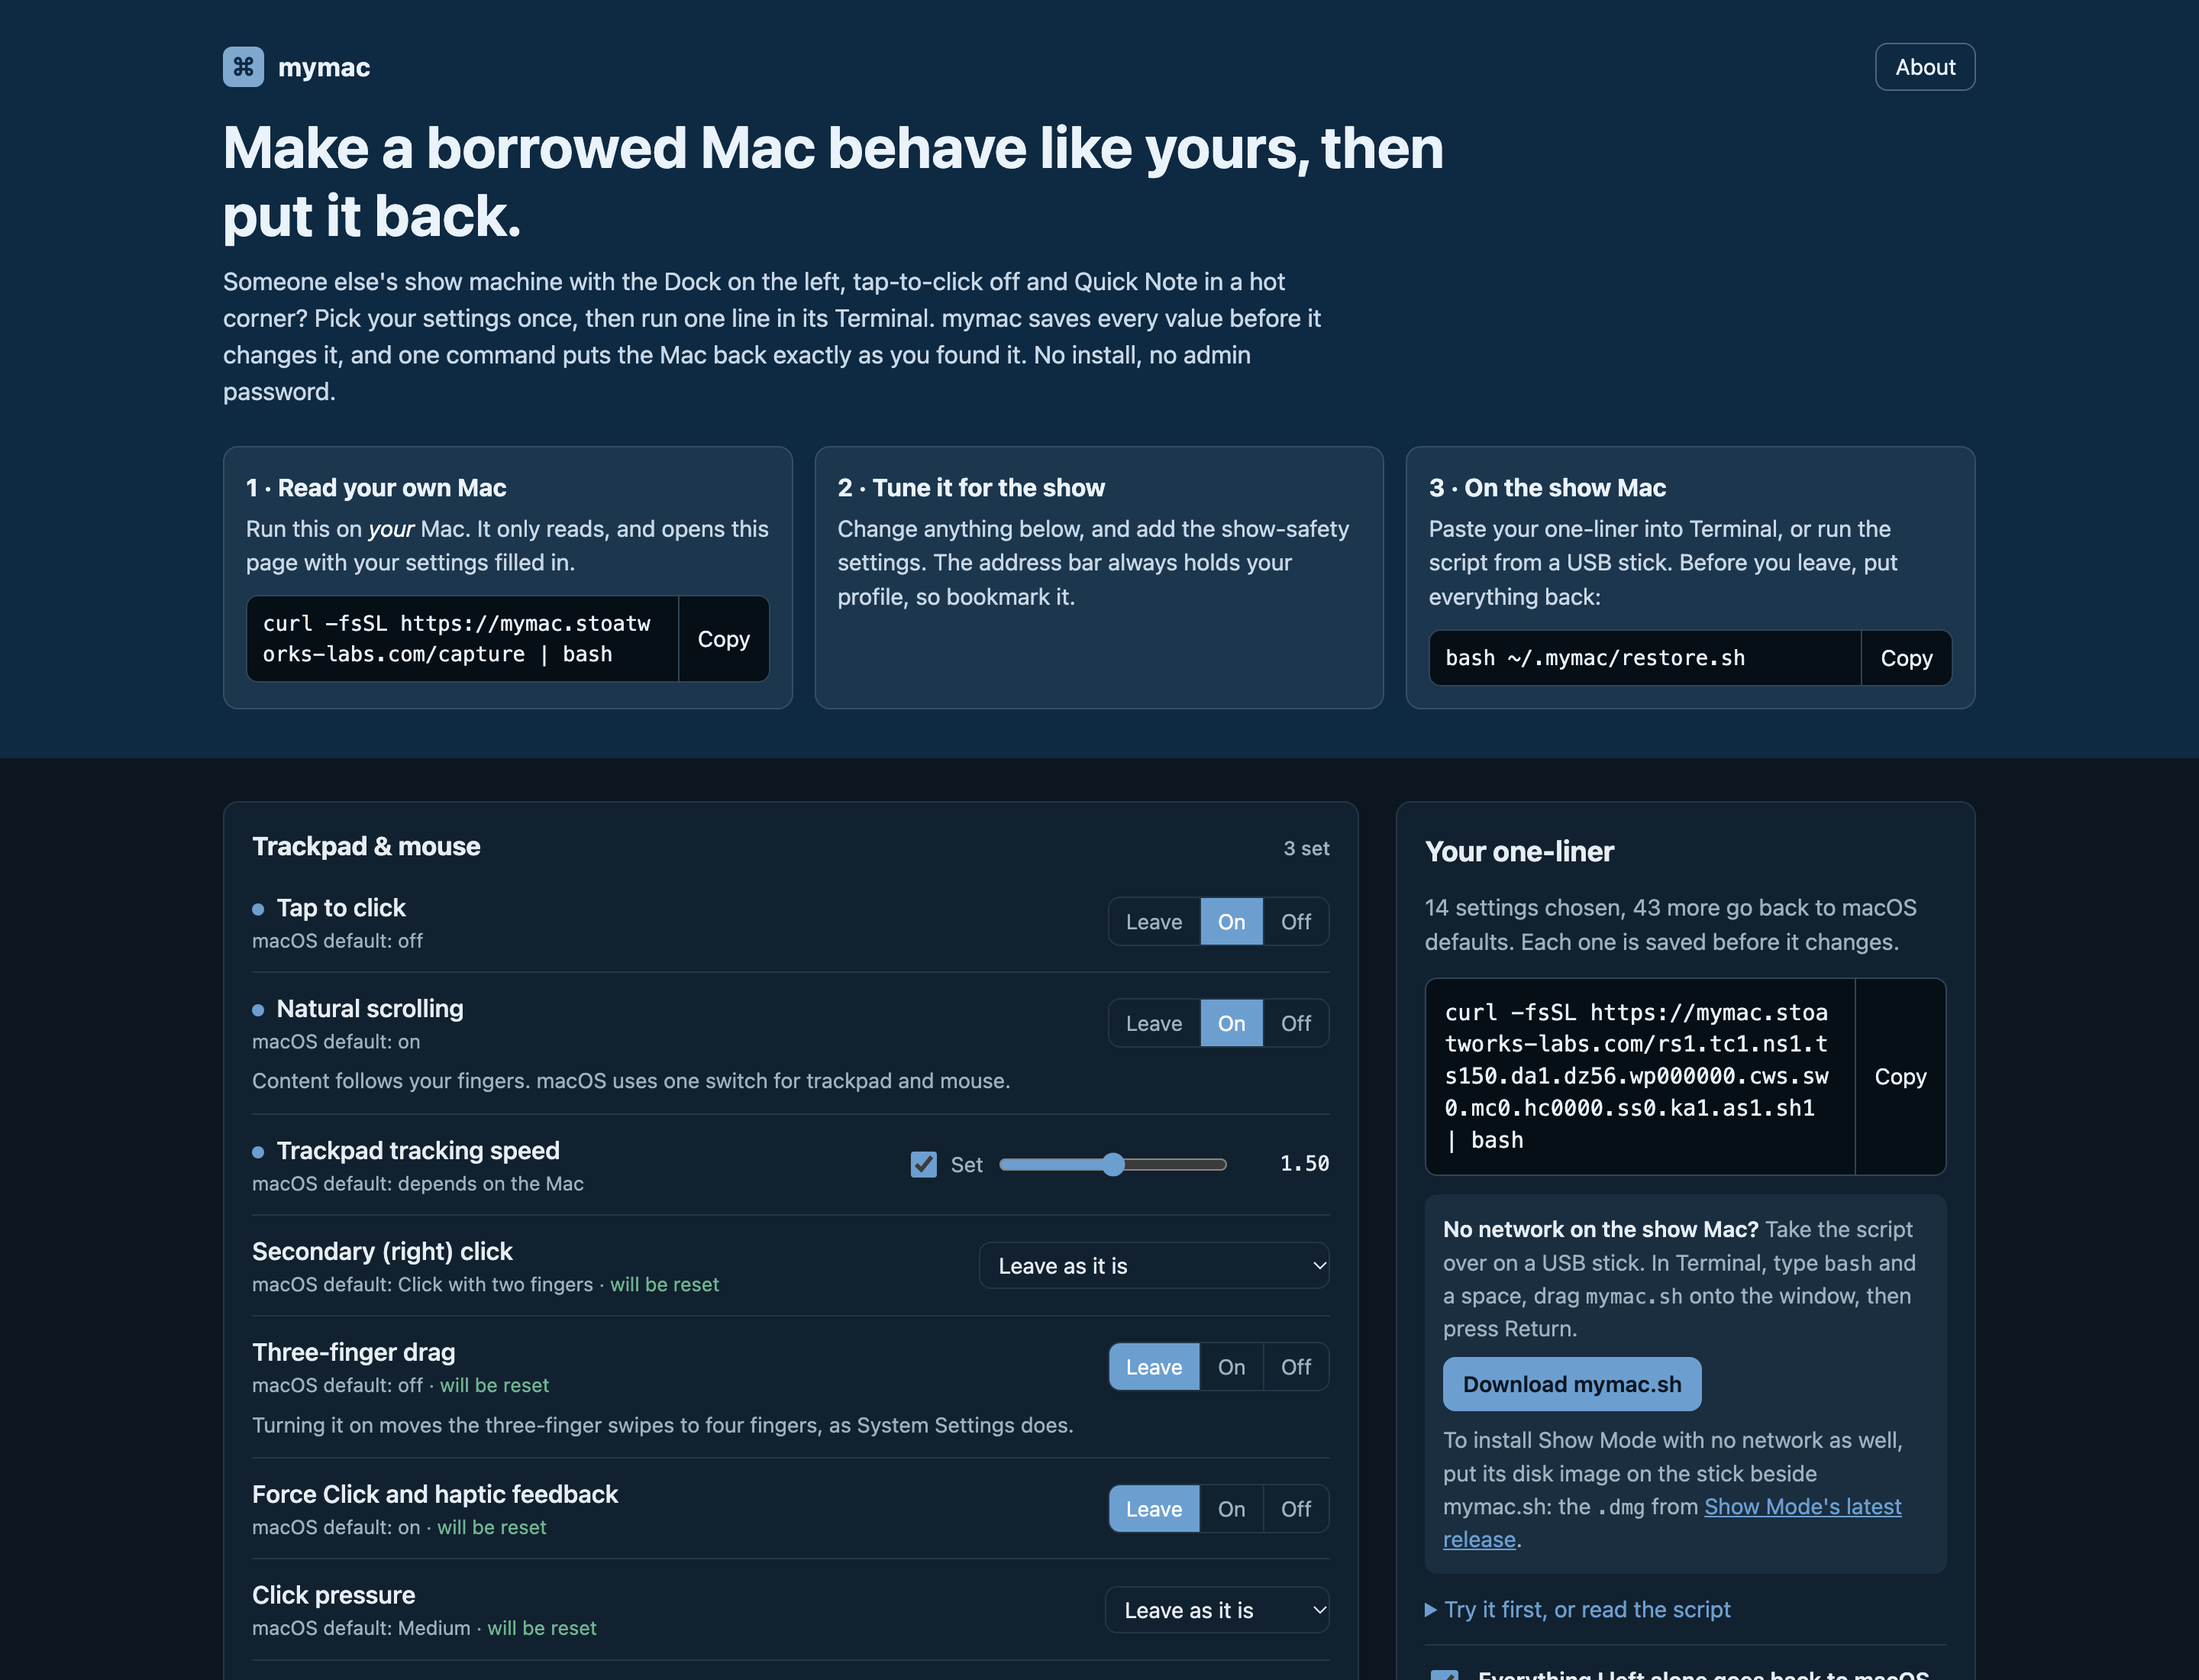 ⌘ mymac
About
Make a borrowed Mac behave like yours, then
put it back.
Someone else's show machine with the Dock on the left, tap-to-click off and Quick Note in a hot
corner? Pick your settings once, then run one line in its Terminal. mymac saves every value before it
changes it, and one command puts the Mac back exactly as you found it. No install, no admin
password.
1 · Read your own Mac
Run this on your Mac. It only reads, and opens this
page with your settings filled in.
curl -fsSL https://mymac.stoatw
orks-labs.com/capture | bash
Copy
2 · Tune it for the show
Change anything below, and add the show-safety
settings. The address bar always holds your
profile, so bookmark it.
3 · On the show Mac
Paste your one-liner into Terminal, or run the
script from a USB stick. Before you leave, put
everything back:
bash ~/.mymac/restore.sh
Copy
Trackpad & mouse
3 set
Tap to click
macOS default: off
Leave On Off
Natural scrolling
macOS default: on
Leave On Off
Content follows your fingers. macOS uses one switch for trackpad and mouse.
Trackpad tracking speed
macOS default: depends on the Mac
Set 1.50
Secondary (right) click
macOS default: Click with two fingers · will be reset
Leave as it is
Three-finger drag
macOS default: off · will be reset
Leave On Off
Turning it on moves the three-finger swipes to four fingers, as System Settings does.
Force Click and haptic feedback
macOS default: on · will be reset
Leave On Off
Click pressure
macOS default: Medium · will be reset
Leave as it is
Your one-liner
14 settings chosen, 43 more go back to macOS
defaults. Each one is saved before it changes.
curl -fsSL https://mymac.stoa
tworks-labs.com/rs1.tc1.ns1.t
s150.da1.dz56.wp000000.cws.sw
0.mc0.hc0000.ss0.ka1.as1.sh1
| bash
Copy
No network on the show Mac? Take the script
over on a USB stick. In Terminal, type bash and
a space, drag mymac.sh onto the window, then
press Return.
Download mymac.sh
To install Show Mode with no network as well,
put its disk image on the stick beside
mymac.sh: the .dmg from Show Mode's latest
release.
Try it first, or read the script
Everything I left alone goes back to macOS